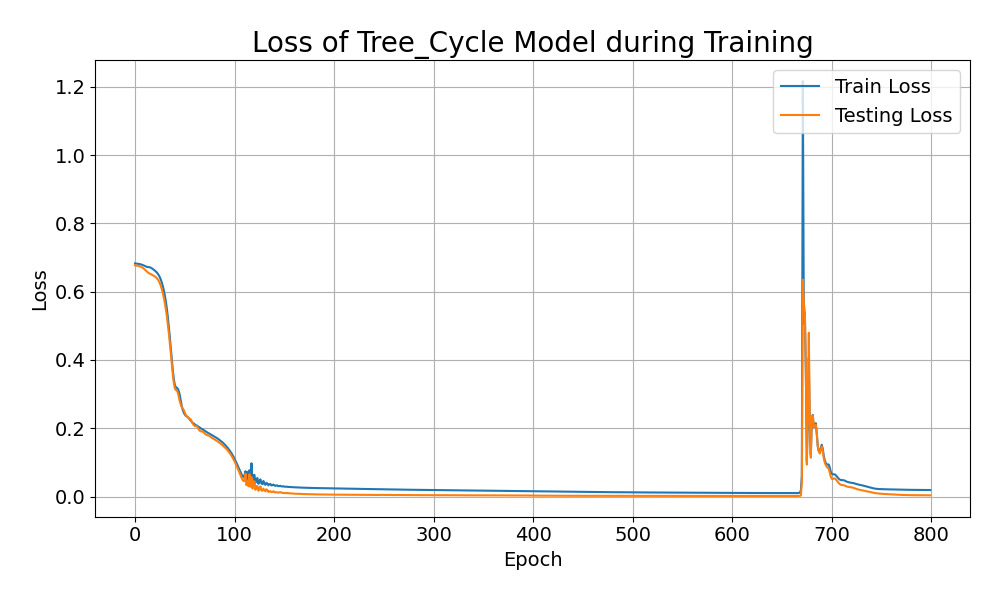 Loss of Tree_Cycle Model during Training
Train Loss
Testing Loss
1.2
1.0
0.8
0.6
0.4
0.2
0.0
Loss
0 100 200 300 400 500 600 700 800
Epoch